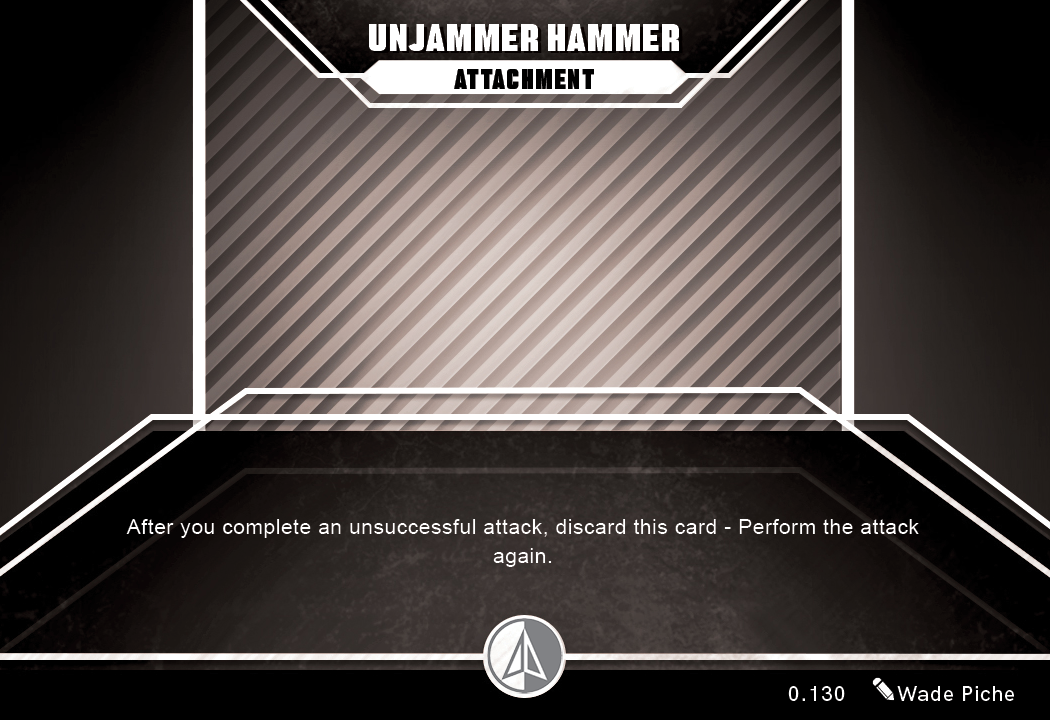 UNJAMMER HAMMER
ATTACHMENT
After you complete an unsuccessful attack, discard this card - Perform the attack
again.
0.130 Wade Piche